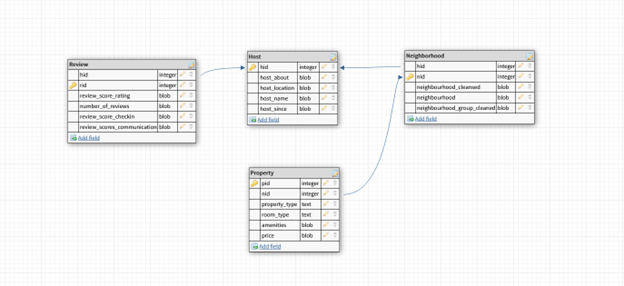 Review
hid integer
rid integer
review_score_rating blob
number_of_reviews blob
review_score_checkin blob
review_scores_communication blob
Add field
Host
hid integer
host_about blob
host_location blob
host_name blob
host_since blob
Add field
Neighborhood
hid integer
nid integer
neighbourhood_cleansed blob
neighbourhood blob
neighbourhood_group_cleansed blob
Add field
Property
pid integer
nid integer
property_type text
room_type text
amenities blob
price blob
Add field